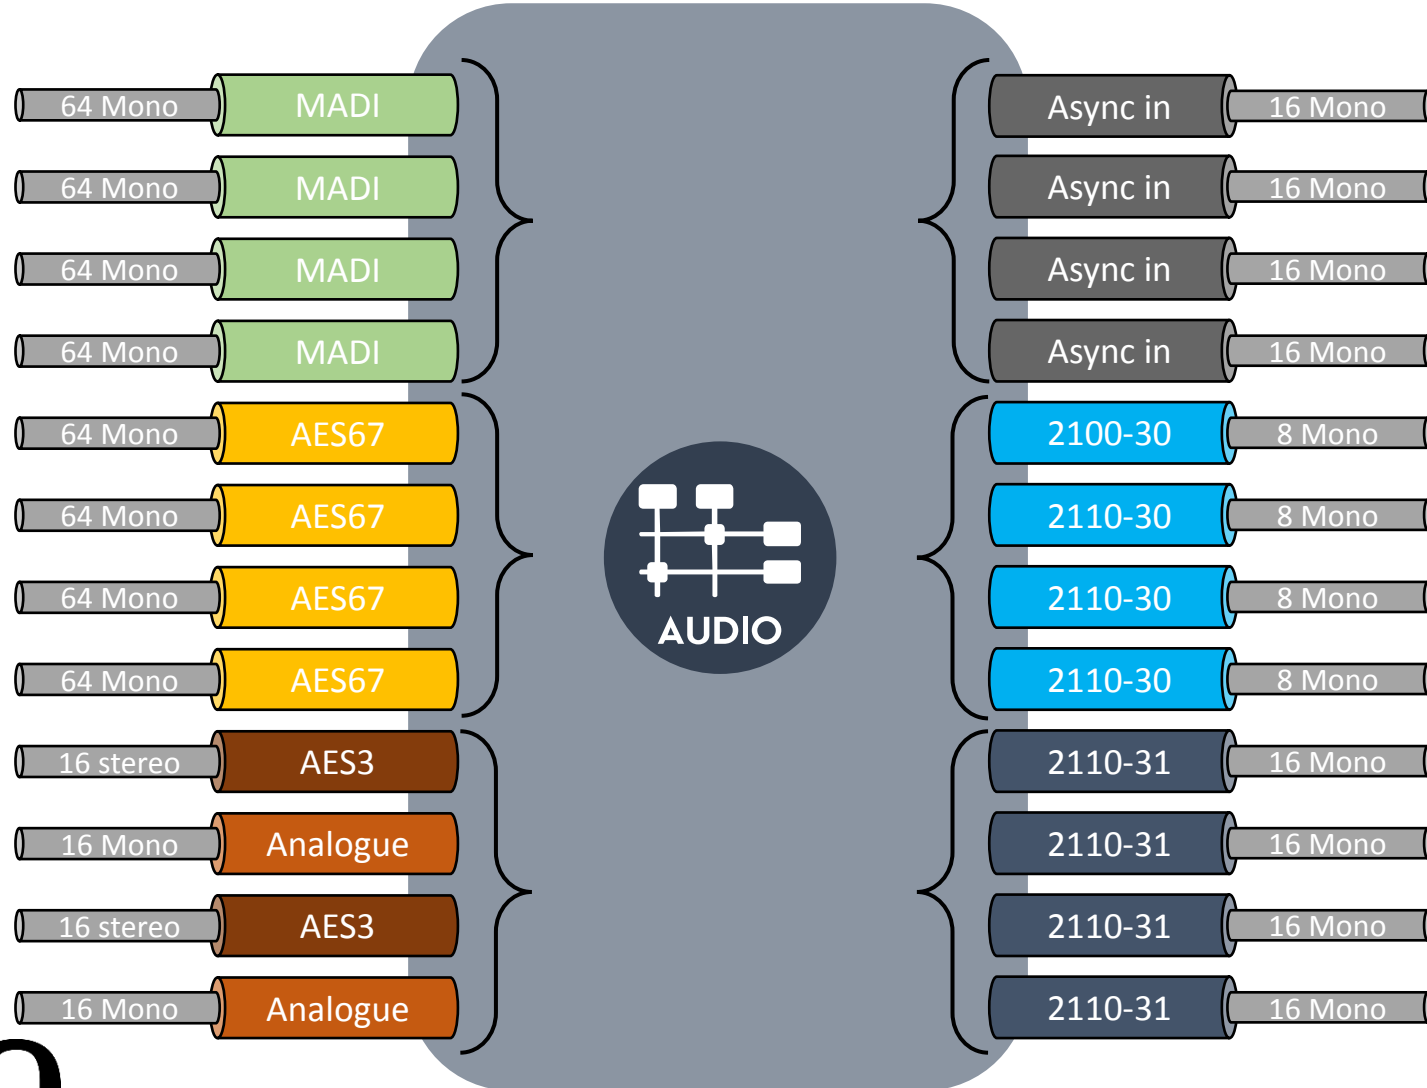 64 Mono MADI Async in 16 Mono
64 Mono MADI Async in 16 Mono
64 Mono MADI Async in 16 Mono
64 Mono MADI Async in 16 Mono
64 Mono AES67 2100-30 8 Mono
64 Mono AES67 2110-30 8 Mono
64 Mono AES67 2110-30 8 Mono
64 Mono AES67 2110-30 8 Mono
AUDIO
16 stereo AES3 2110-31 16 Mono
16 Mono Analogue 2110-31 16 Mono
16 stereo AES3 2110-31 16 Mono
16 Mono Analogue 2110-31 16 Mono